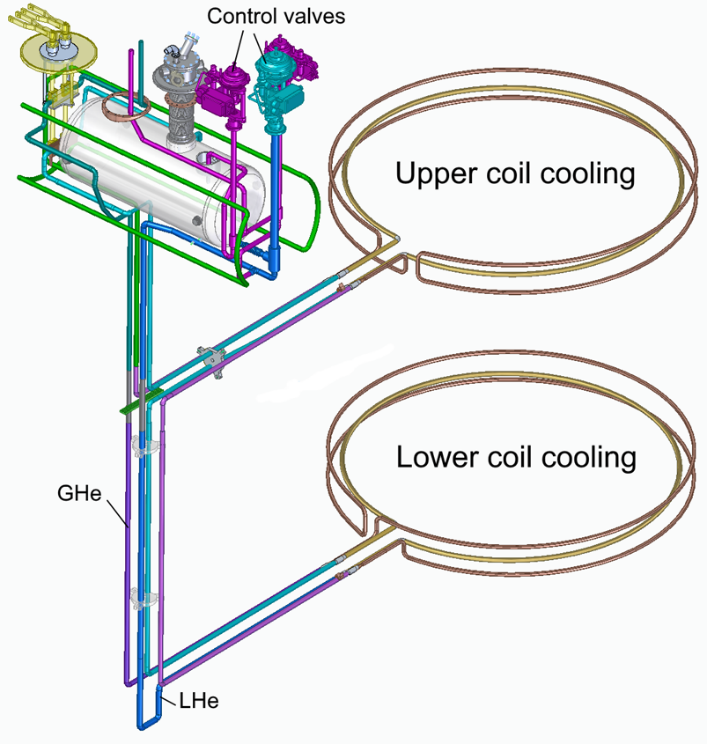 Control valves
Upper coil cooling
Lower coil cooling
GHe
LHe